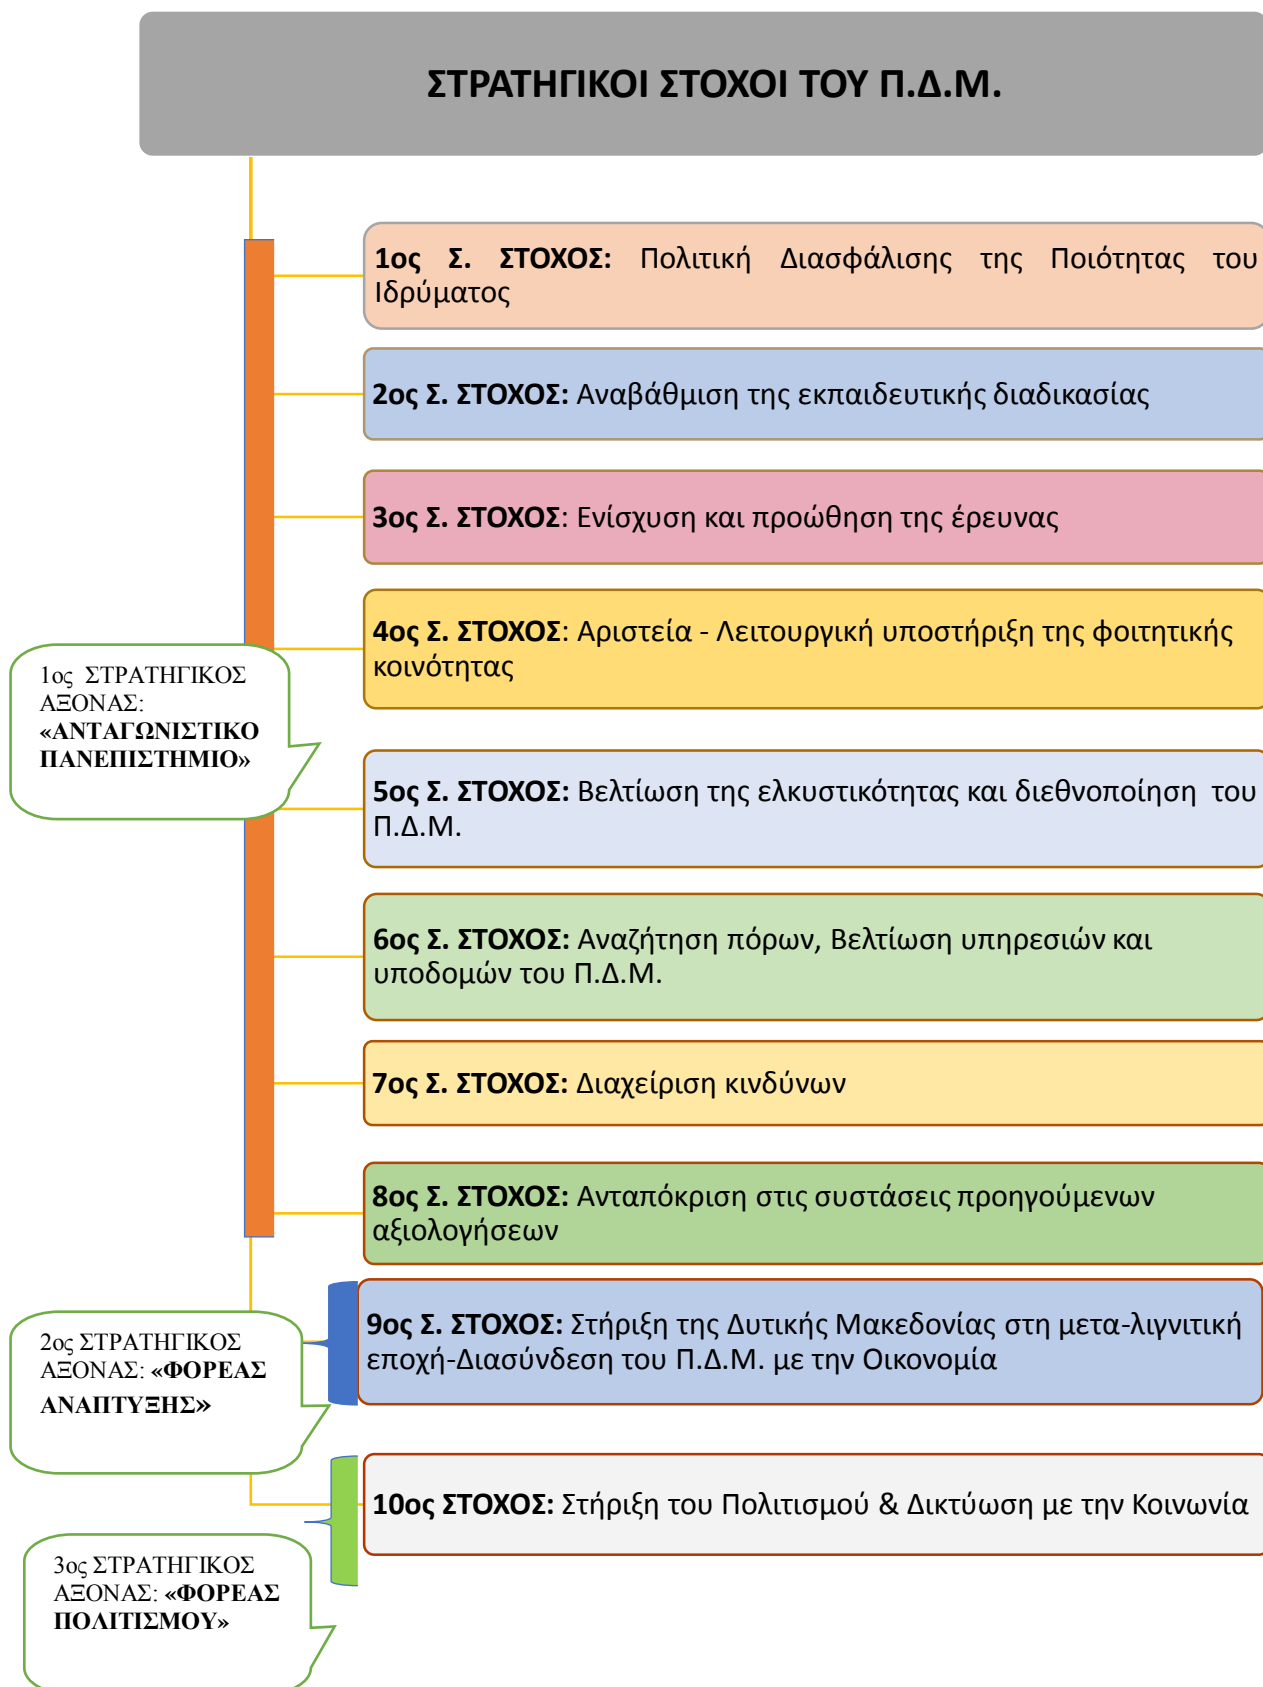 ΣΤΡΑΤΗΓΙΚΟΙ ΣΤΟΧΟΙ ΤΟΥ Π.Δ.Μ.
1ος Σ. ΣΤΟΧΟΣ: Πολιτική Διασφάλισης της Ποιότητας του
Ιδρύματος
2ος Σ. ΣΤΟΧΟΣ: Αναβάθμιση της εκπαιδευτικής διαδικασίας
3ος Σ. ΣΤΟΧΟΣ: Ενίσχυση και προώθηση της έρευνας
4ος Σ. ΣΤΟΧΟΣ: Αριστεία - Λειτουργική υποστήριξη της φοιτητικής
κοινότητας
1ος ΣΤΡΑΤΗΓΙΚΟΣ
ΑΞΟΝΑΣ:
«ΑΝΤΑΓΩΝΙΣΤΙΚΟ
ΠΑΝΕΠΙΣΤΗΜΙΟ»
5ος Σ. ΣΤΟΧΟΣ: Βελτίωση της ελκυστικότητας και διεθνοποίηση του
Π.Δ.Μ.
6ος Σ. ΣΤΟΧΟΣ: Αναζήτηση πόρων, Βελτίωση υπηρεσιών και
υποδομών του Π.Δ.Μ.
7ος Σ. ΣΤΟΧΟΣ: Διαχείριση κινδύνων
8ος Σ. ΣΤΟΧΟΣ: Ανταπόκριση στις συστάσεις προηγούμενων
αξιολογήσεων
2ος ΣΤΡΑΤΗΓΙΚΟΣ
ΑΞΟΝΑΣ: «ΦΟΡΕΑΣ
ΑΝΑΠΤΥΞΗΣ»
9ος Σ. ΣΤΟΧΟΣ: Στήριξη της Δυτικής Μακεδονίας στη μετα-λιγνιτική
εποχή-Διασύνδεση του Π.Δ.Μ. με την Οικονομία
10ος ΣΤΟΧΟΣ: Στήριξη του Πολιτισμού & Δικτύωση με την Κοινωνία
3ος ΣΤΡΑΤΗΓΙΚΟΣ
ΑΞΟΝΑΣ: «ΦΟΡΕΑΣ
ΠΟΛΙΤΙΣΜΟΥ»